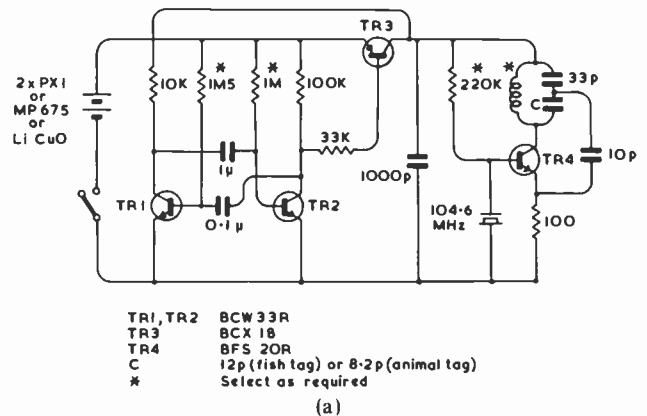 TR3
2xPX1
or
MP675
or
Li CuO
10K
*
1M5
*
1M
100K
*
220K
*
33p
C
33K
1μ
1000p
TR4
10p
TR1
0·1μ
TR2
104·6
MHz
100
TR1,TR2 BCW33R
TR3 BCX 18
TR4 BFS 20R
C 12p (fish tag) or 8·2p (animal tag)
* Select as required
(a)